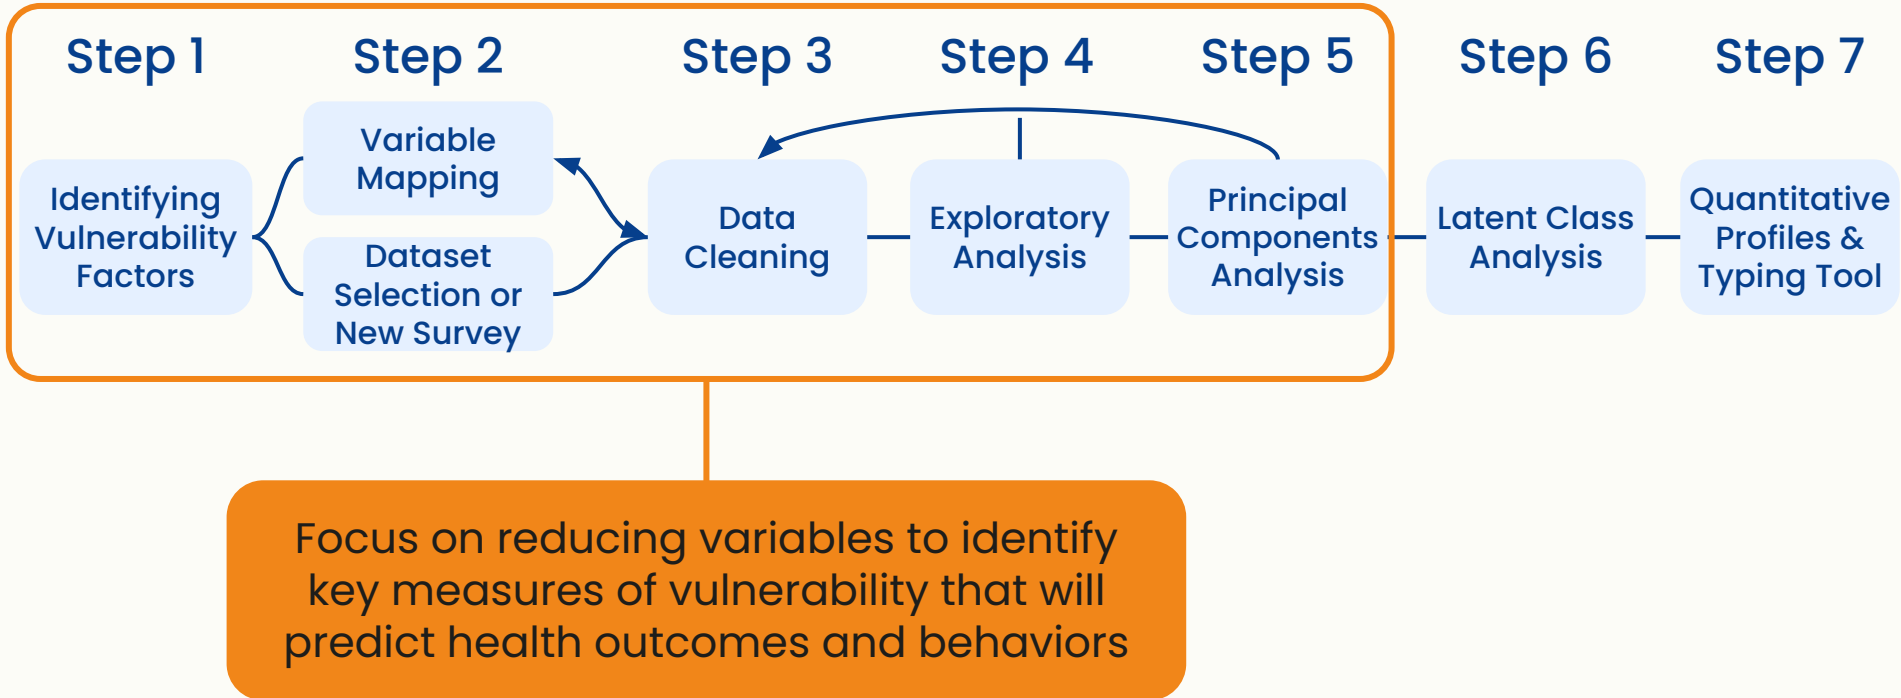 Step 1
Step 2
Step 3
Step 4
Step 5
Step 6
Step 7
Identifying
Vulnerability
Factors
Variable
Mapping
Dataset
Selection or
New Survey
Data
Cleaning
Exploratory
Analysis
Principal
Components
Analysis
Latent Class
Analysis
Quantitative
Profiles &
Typing Tool
Focus on reducing variables to identify
key measures of vulnerability that will
predict health outcomes and behaviors